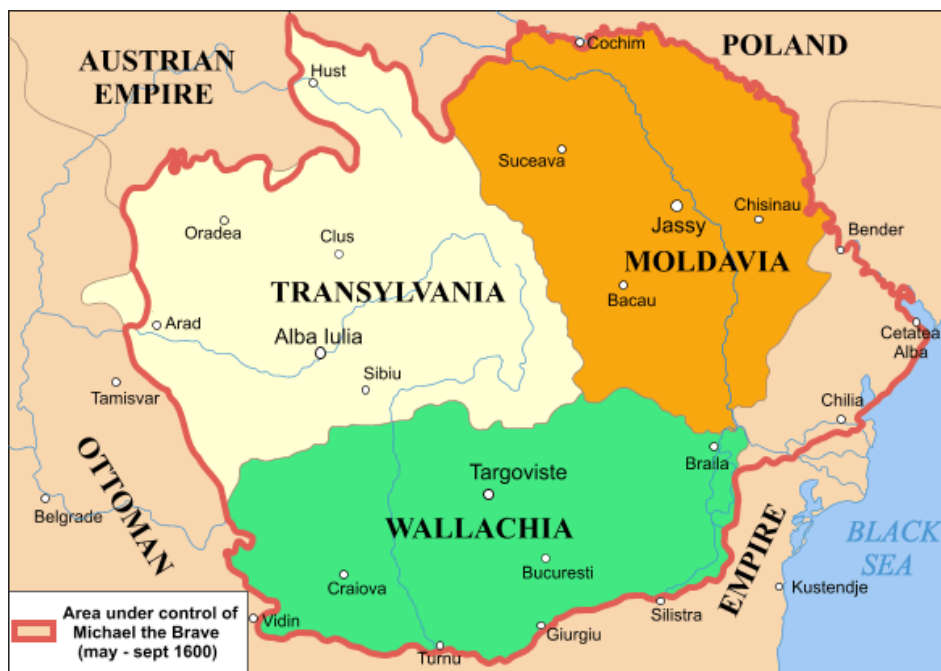 AUSTRIAN
EMPIRE
POLAND
Cochim
Hust
Suceava
Jassy
Chisinau
Oradea
Clus
Bender
MOLDAVIA
TRANSYLVANIA
Bacau
Arad
Alba Iulia
Cetatea
Alba
Tamisvar
Sibiu
Chilia
Braila
OTTOMAN
Targoviste
Belgrade
WALLACHIA
EMPIRE
BLACK
SEA
Bucuresti
Craiova
Kustendje
Silistra
Vidin
Giurgiu
Turnu
Area under control of
Michael the Brave
(may - sept 1600)